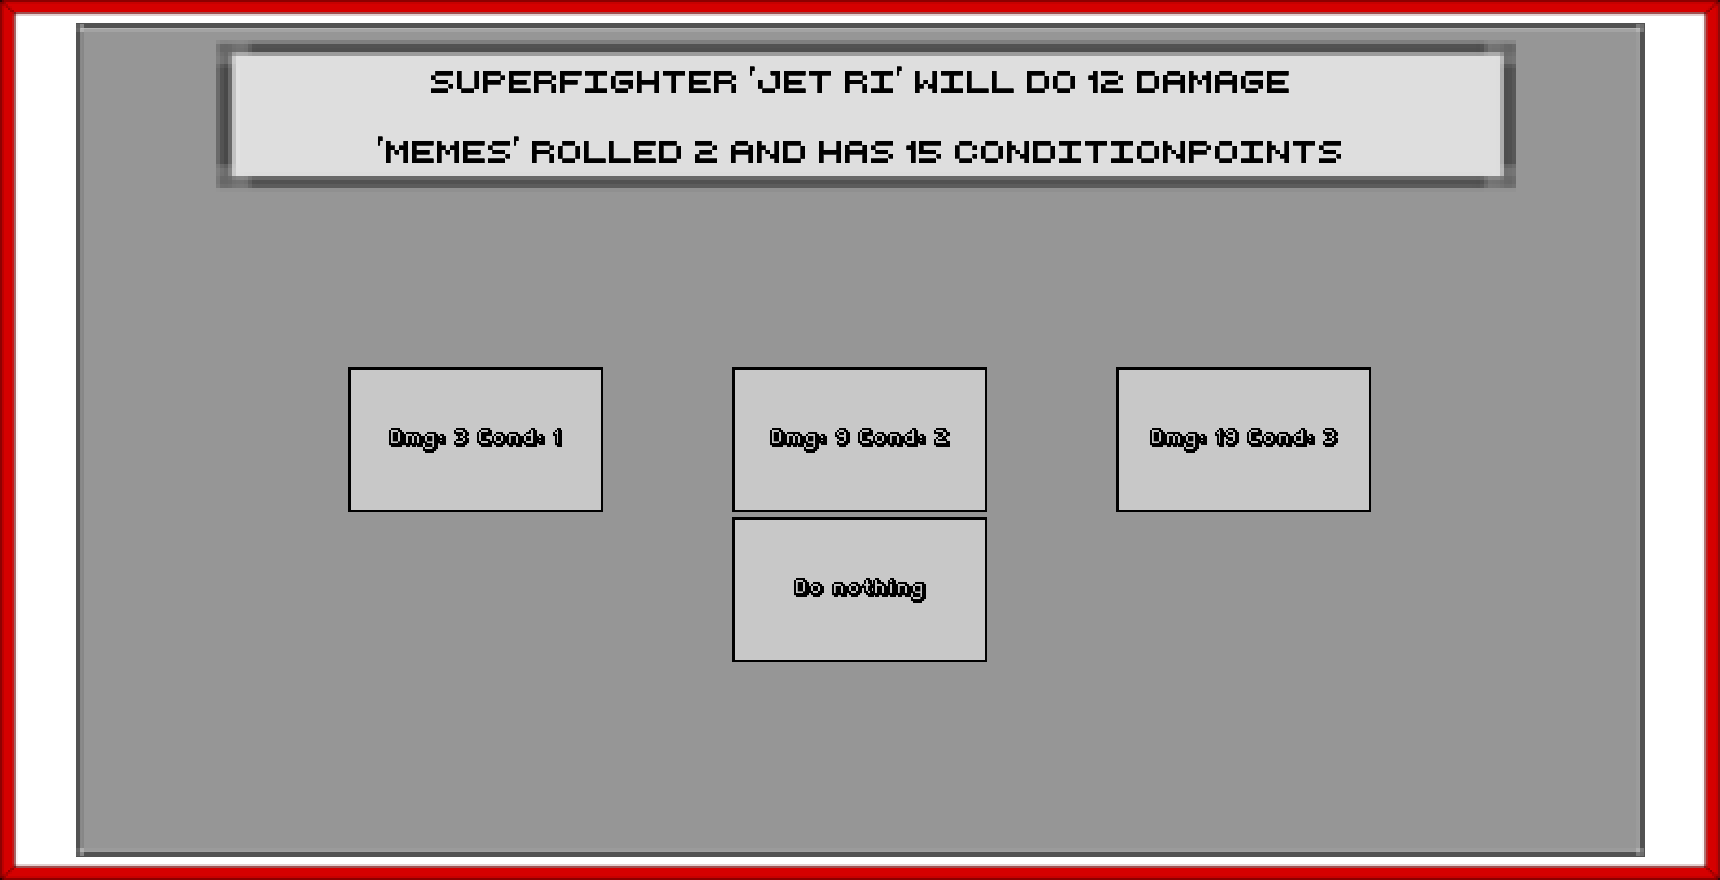 SUPERFIGHTER 'JET RI' WILL DO 12 DAMAGE
'MEMES' ROLLED 2 AND HAS 15 CONDITIONPOINTS
Dmg: 3 Cond: 1
Dmg: 9 Cond: 2
Dmg: 19 Cond: 3
Do nothing